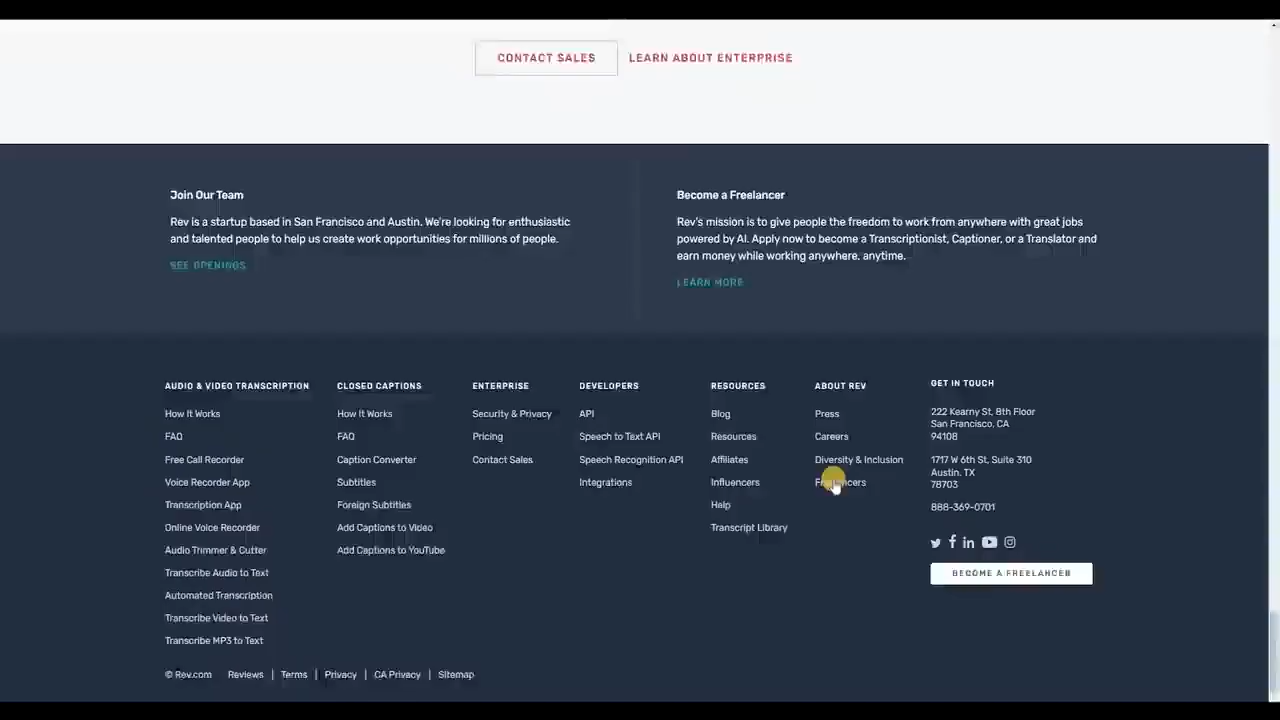 CONTACT SALES
LEARN ABOUT ENTERPRISE
Join Our Team
Rev is a startup based in San Francisco and Austin. We're looking for enthusiastic
and talented people to help us create work opportunities for millions of people.
SEE OPENINGS
Become a Freelancer
Rev's mission is to give people the freedom to work from anywhere with great jobs
powered by AI. Apply now to become a Transcriptionist, Captioner, or a Translator and
earn money while working anywhere, anytime.
LEARN MORE
AUDIO & VIDEO TRANSCRIPTION
How It Works
FAQ
Free Call Recorder
Voice Recorder App
Transcription App
Online Voice Recorder
Audio Trimmer & Cutter
Transcribe Audio to Text
Automated Transcription
Transcribe Video to Text
Transcribe MP3 to Text
CLOSED CAPTIONS
How It Works
FAQ
Caption Converter
Subtitles
Foreign Subtitles
Add Captions to Video
Add Captions to YouTube
ENTERPRISE
Security & Privacy
Pricing
Contact Sales
DEVELOPERS
API
Speech to Text API
Speech Recognition API
Integrations
RESOURCES
Blog
Resources
Affiliates
Influencers
Help
Transcript Library
ABOUT REV
Press
Careers
Diversity & Inclusion
Freelancers
GET IN TOUCH
222 Kearny St, 8th Floor
San Francisco, CA
94108
1717 W 6th St, Suite 310
Austin, TX
78703
888-369-0701
BECOME A FREELANCER
© Rev.com Reviews | Terms | Privacy | CA Privacy | Sitemap